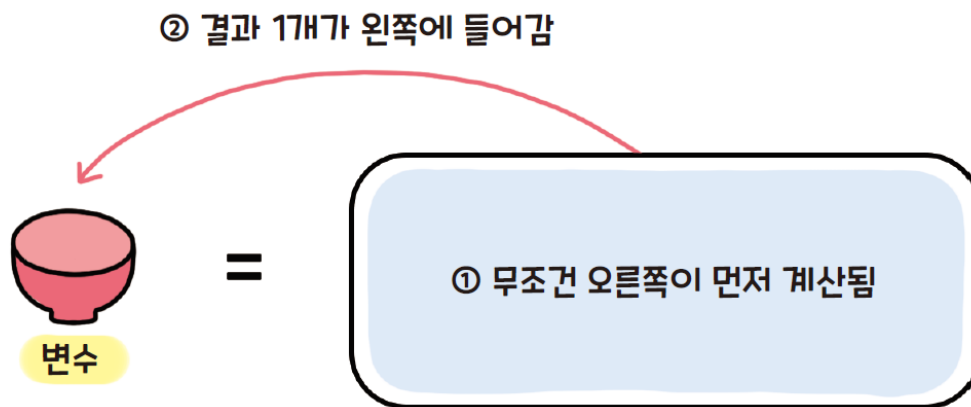 ② 결과 1개가 왼쪽에 들어감
변수
=
① 무조건 오른쪽이 먼저 계산됨